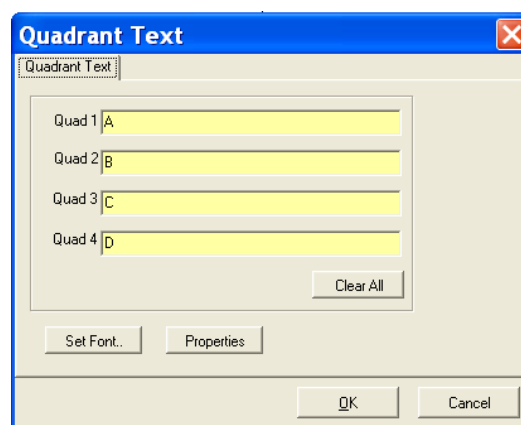 Quadrant Text
Quadrant Text
Quad 1 A
Quad 2 B
Quad 3 C
Quad 4 D
Clear All
Set Font.. Properties
OK Cancel